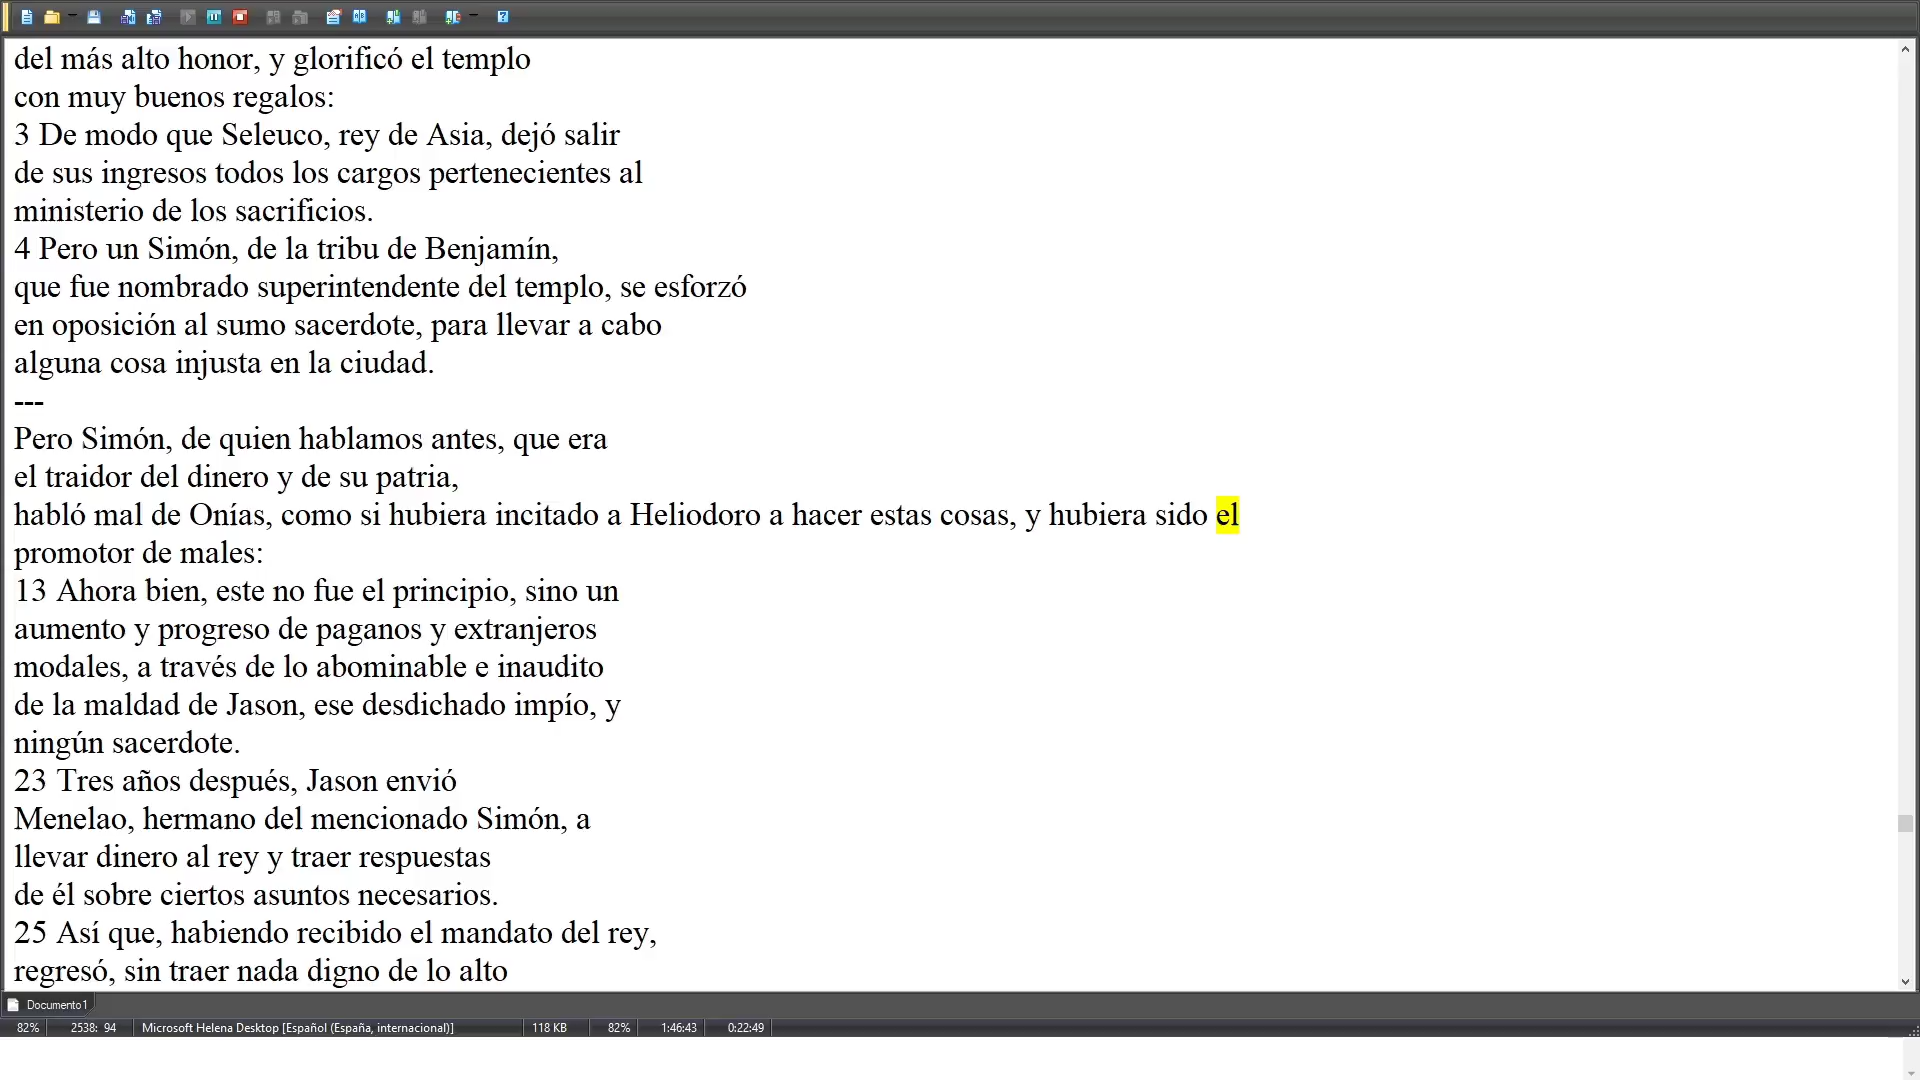 del más alto honor, y glorificó el templo
con muy buenos regalos:
3 De modo que Seleuco, rey de Asia, dejó salir
de sus ingresos todos los cargos pertenecientes al
ministerio de los sacrificios.
4 Pero un Simón, de la tribu de Benjamín,
que fue nombrado superintendente del templo, se esforzó
en oposición al sumo sacerdote, para llevar a cabo
alguna cosa injusta en la ciudad.
---
Pero Simón, de quien hablamos antes, que era
el traidor del dinero y de su patria,
habló mal de Onías, como si hubiera incitado a Heliodoro a hacer estas cosas, y hubiera sido el
promotor de males:
13 Ahora bien, este no fue el principio, sino un
aumento y progreso de paganos y extranjeros
modales, a través de lo abominable e inaudito
de la maldad de Jason, ese desdichado impío, y
ningún sacerdote.
23 Tres años después, Jason envió
Menelao, hermano del mencionado Simón, a
llevar dinero al rey y traer respuestas
de él sobre ciertos asuntos necesarios.
25 Así que, habiendo recibido el mandato del rey,
regresó, sin traer nada digno de lo alto
Documento1
82% 2538: 94 Microsoft Helena Desktop [Español (España, internacional)] 118 KB 82% 1:46:43 0:22:49